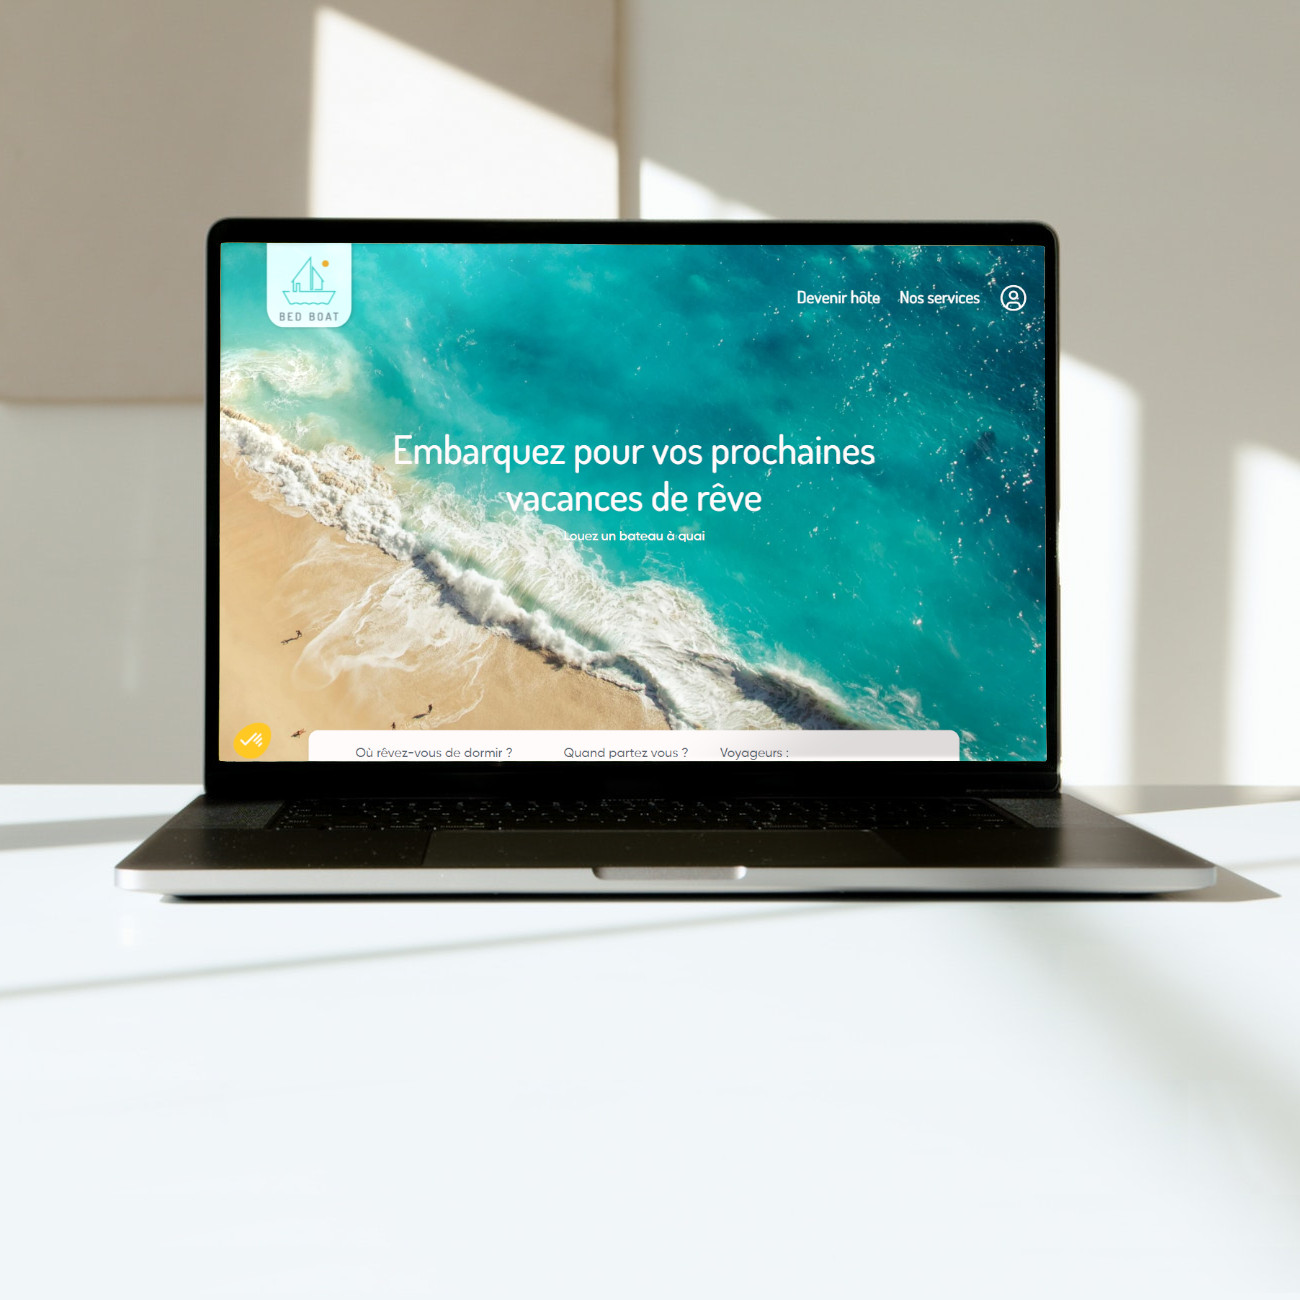 BED BOAT
Devenir hôte
Nos services
Embarquez pour vos prochaines
vacances de rêve
Louez un bateau à quai
Où rêvez-vous de dormir ?
Quand partez vous ?
Voyageurs :